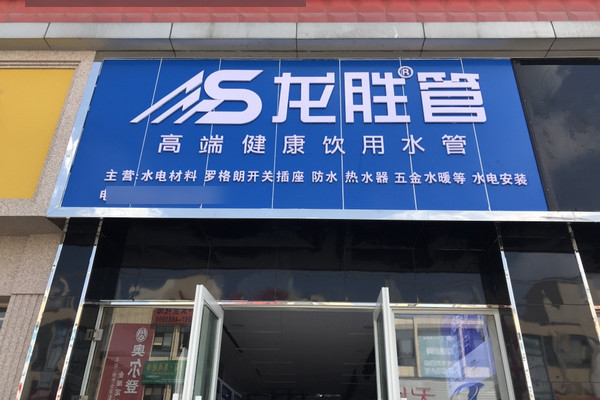 S龙胜®管
高端健康饮用水管
主营:水电材料 罗格朗开关插座 防水 热水器 五金水暖等 水电安装
电
奥尔登